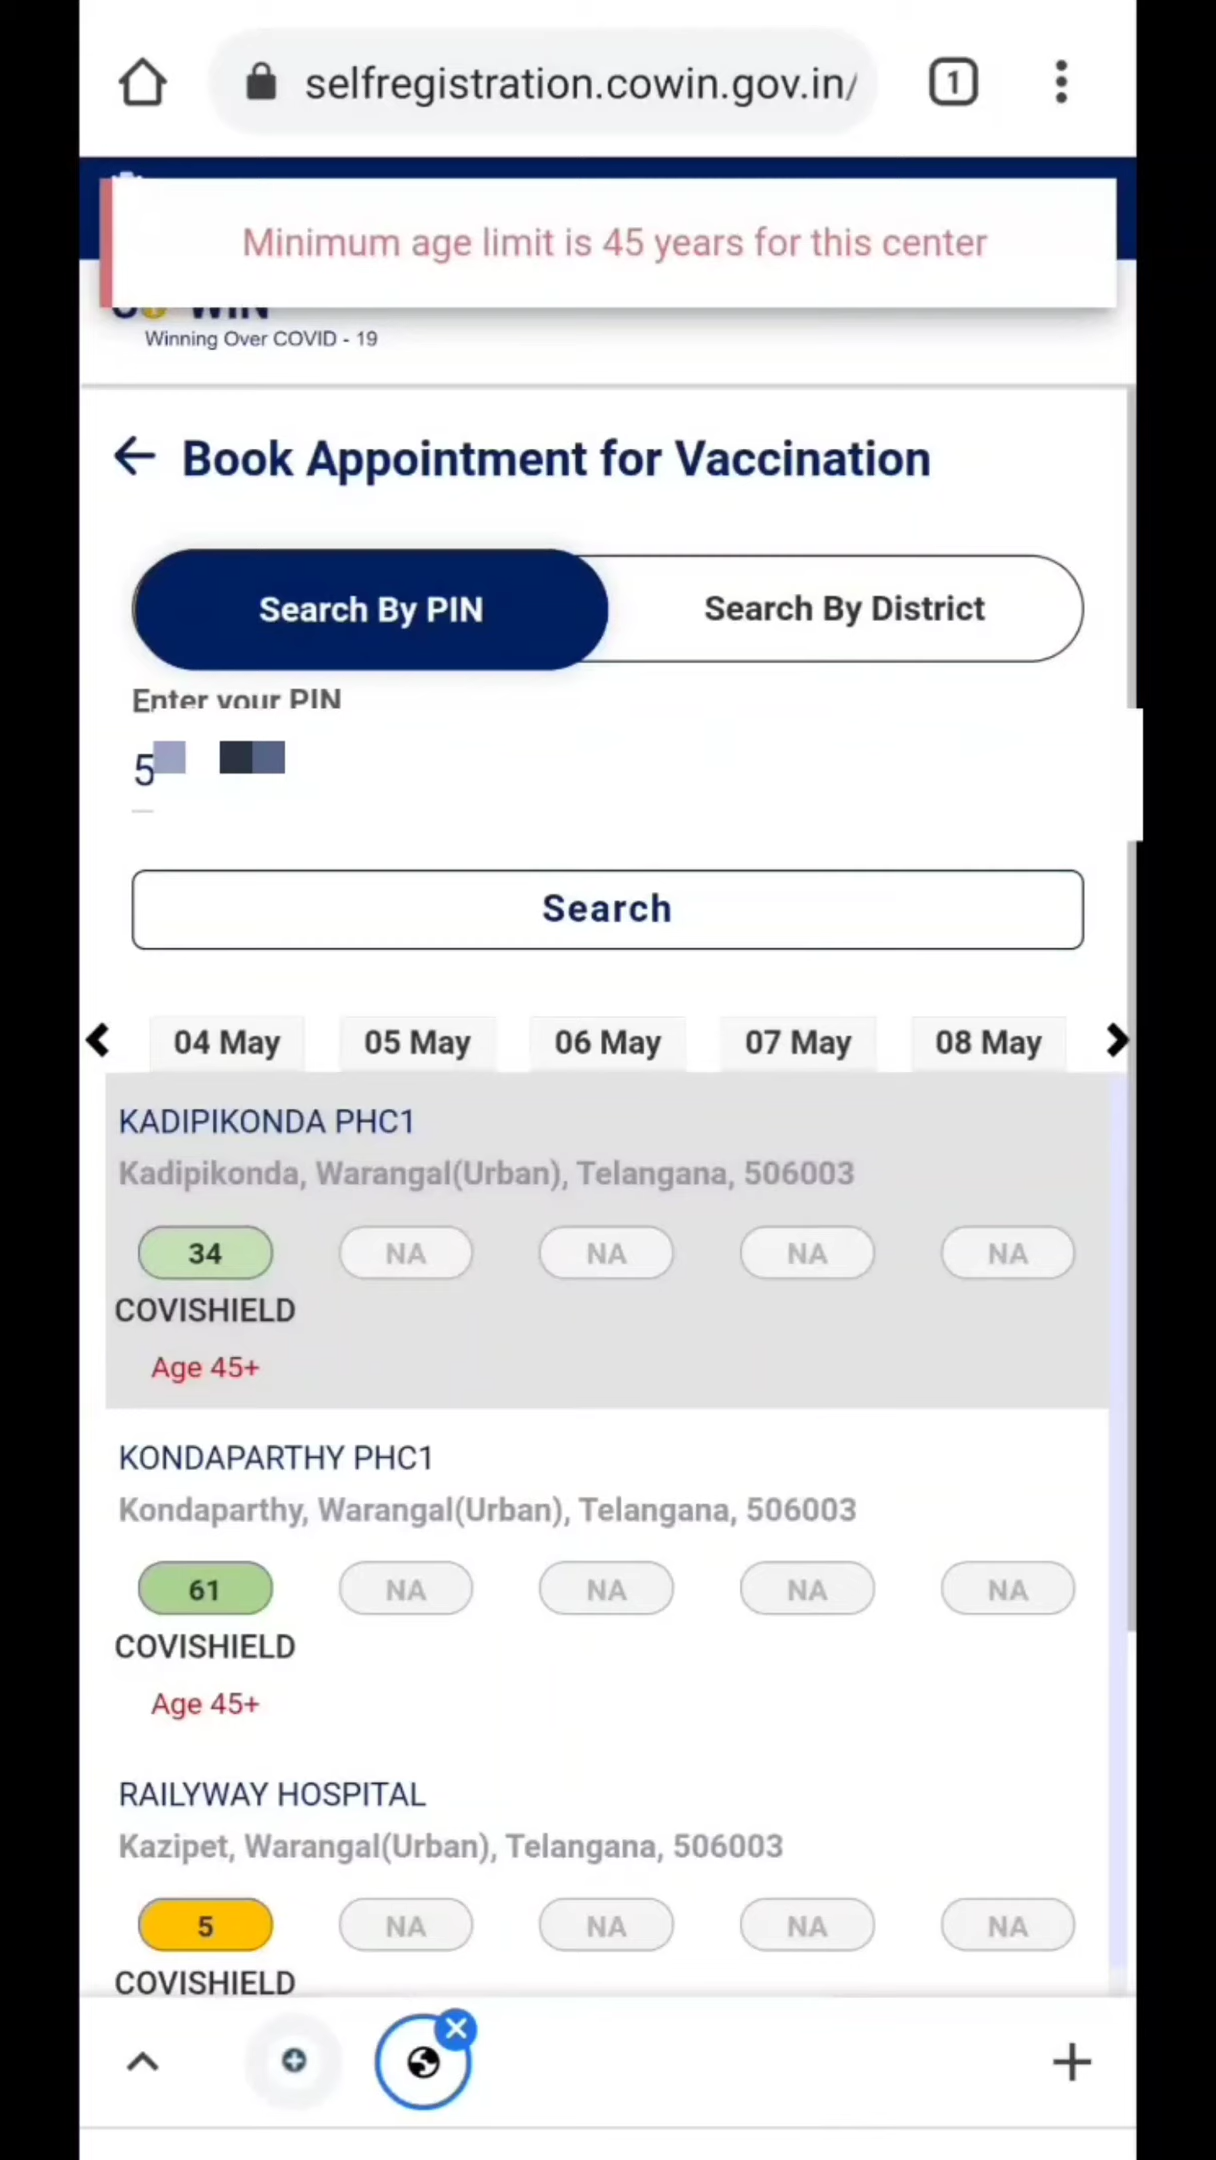 selfregistration.cowin.gov.in/
1
Minimum age limit is 45 years for this center
Winning Over COVID - 19
Book Appointment for Vaccination
Search By PIN
Search By District
Enter your PIN
5
Search
04 May 05 May 06 May 07 May 08 May
KADIPIKONDA PHC1
Kadipikonda, Warangal(Urban), Telangana, 506003
34 NA NA NA NA
COVISHIELD
Age 45+
KONDAPARTHY PHC1
Kondaparthy, Warangal(Urban), Telangana, 506003
61 NA NA NA NA
COVISHIELD
Age 45+
RAILYWAY HOSPITAL
Kazipet, Warangal(Urban), Telangana, 506003
5 NA NA NA NA
COVISHIELD